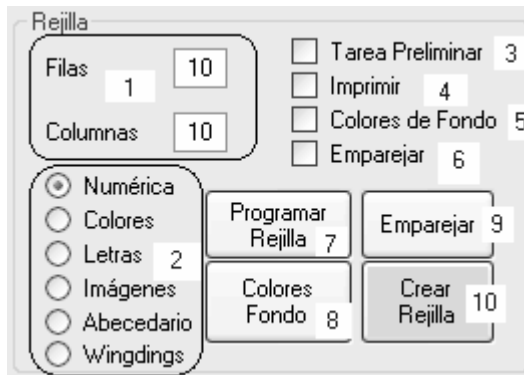 Rejilla
Filas 10
1
Columnas 10
Tarea Preliminar 3
Imprimir 4
Colores de Fondo 5
Emparejar 6
Numérica
Colores
Letras 2
Imágenes
Abecedario
Wingdings
Programar
Rejilla 7
Emparejar 9
Colores
Fondo 8
Crear
Rejilla 10